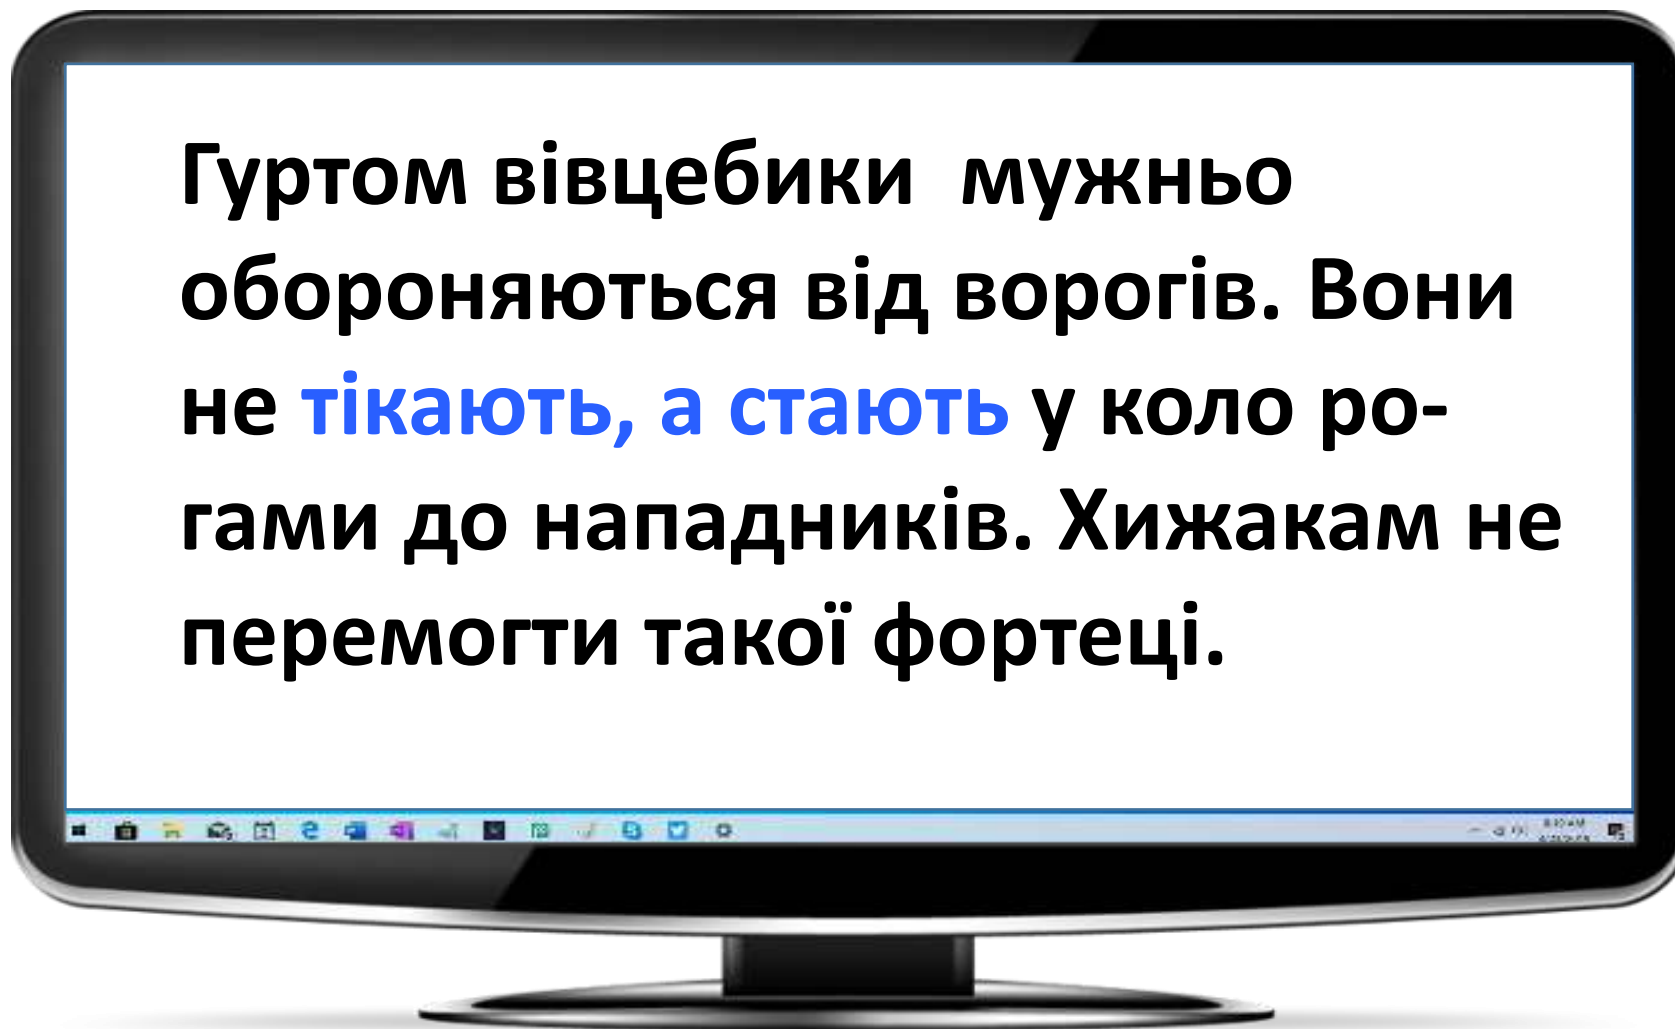 Гуртом вівцебики  мужньо
обороняються від ворогів. Вони
не тікають, а стають у коло ро-
гами до нападників. Хижакам не
перемогти такої фортеці.